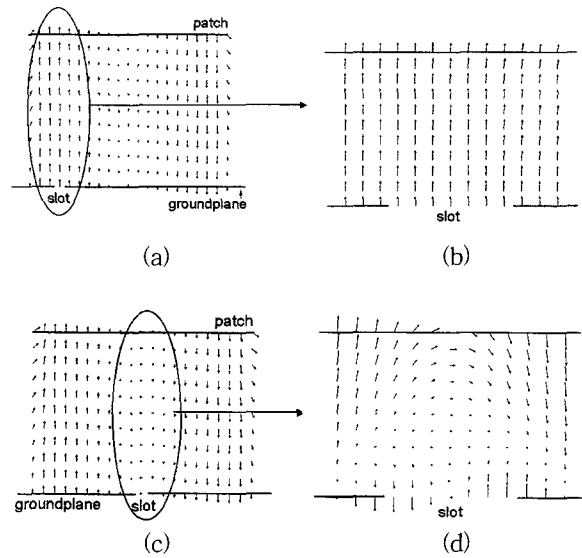 patch
slot
groundplane
(a)
slot
(b)
patch
groundplane
slot
(c)
slot
(d)